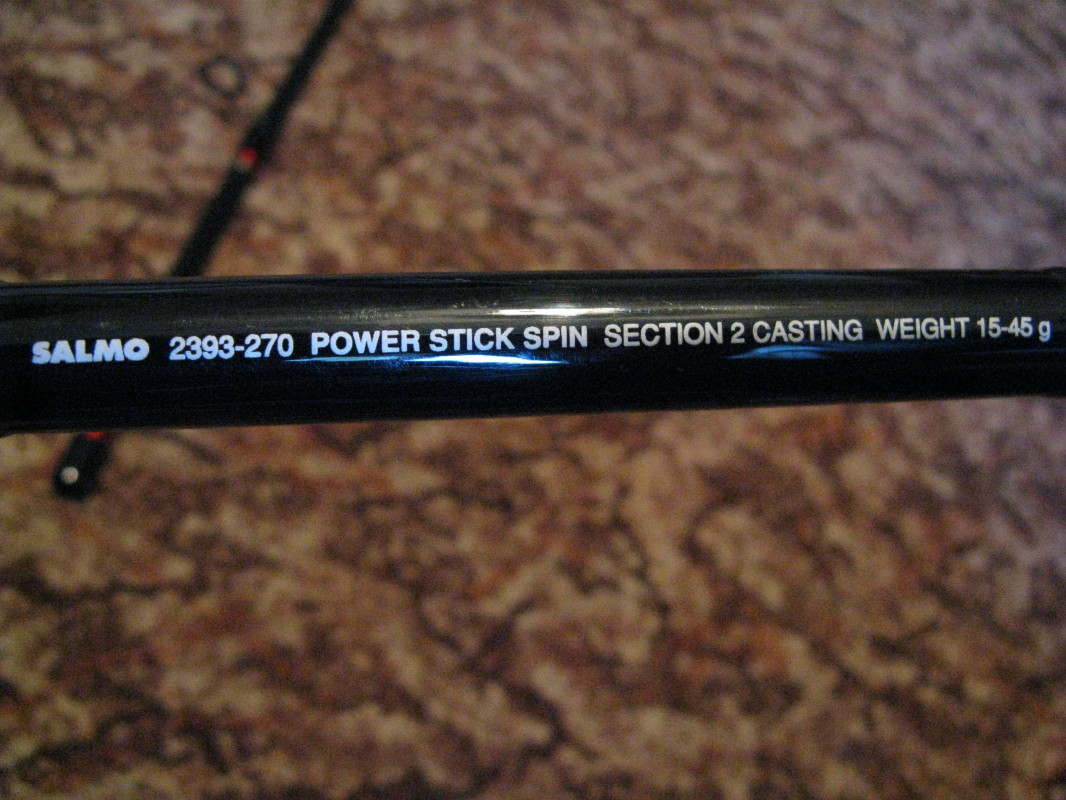 SALMO 2393-270 POWER STICK SPIN SECTION 2 CASTING WEIGHT 15-45 g